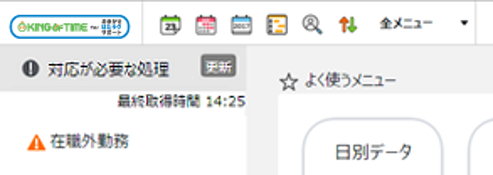 KING OF TIME for
全メニュー
対応が必要な処理
更新
最終取得時間 14:25
在職外勤務
よく使うメニュー
日別データ